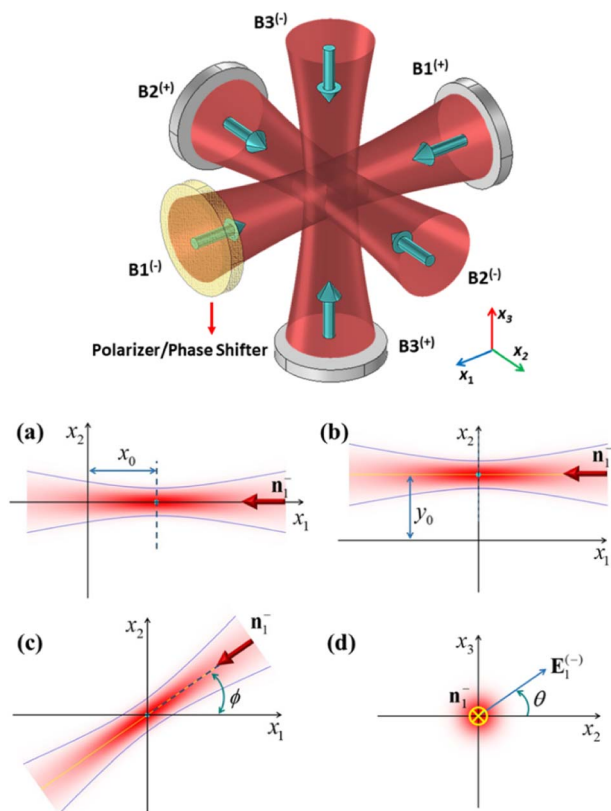 B3(-)
B2(+)
B1(+)
B1(-)
B2(-)
Polarizer/Phase Shifter
B3(+)
x₃
x₁
x₂
(a)
x₂
x₀
n₁⁻
x₁
(b)
x₂
n₁⁻
y₀
x₁
(c)
x₂
n₁⁻
ϕ
x₁
(d)
x₃
E₁⁽⁻⁾
n₁⁻
θ
x₂